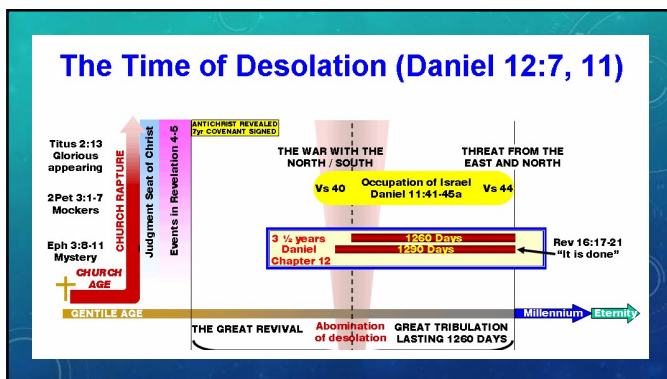 The Time of Desolation (Daniel 12:7, 11)
Titus 2:13
Glorious
appearing
2Pet 3:1-7
Mockers
Eph 3:8-11
Mystery
CHURCH
AGE
CHURCH RAPTURE
Judgment Seat of Christ
Events in Revelation 4-5
ANTICHRIST REVEALED
7yr COVENANT SIGNED
THE WAR WITH THE
NORTH / SOUTH
THREAT FROM THE
EAST AND NORTH
Vs 40
Occupation of Israel
Daniel 11:41-45a
Vs 44
3 ½ years
Daniel
Chapter 12
1260 Days
1290 Days
Rev 16:17-21
"It is done"
GENTILE AGE
Millennium
Eternity
THE GREAT REVIVAL
Abomination
of desolation
GREAT TRIBULATION
LASTING 1260 DAYS